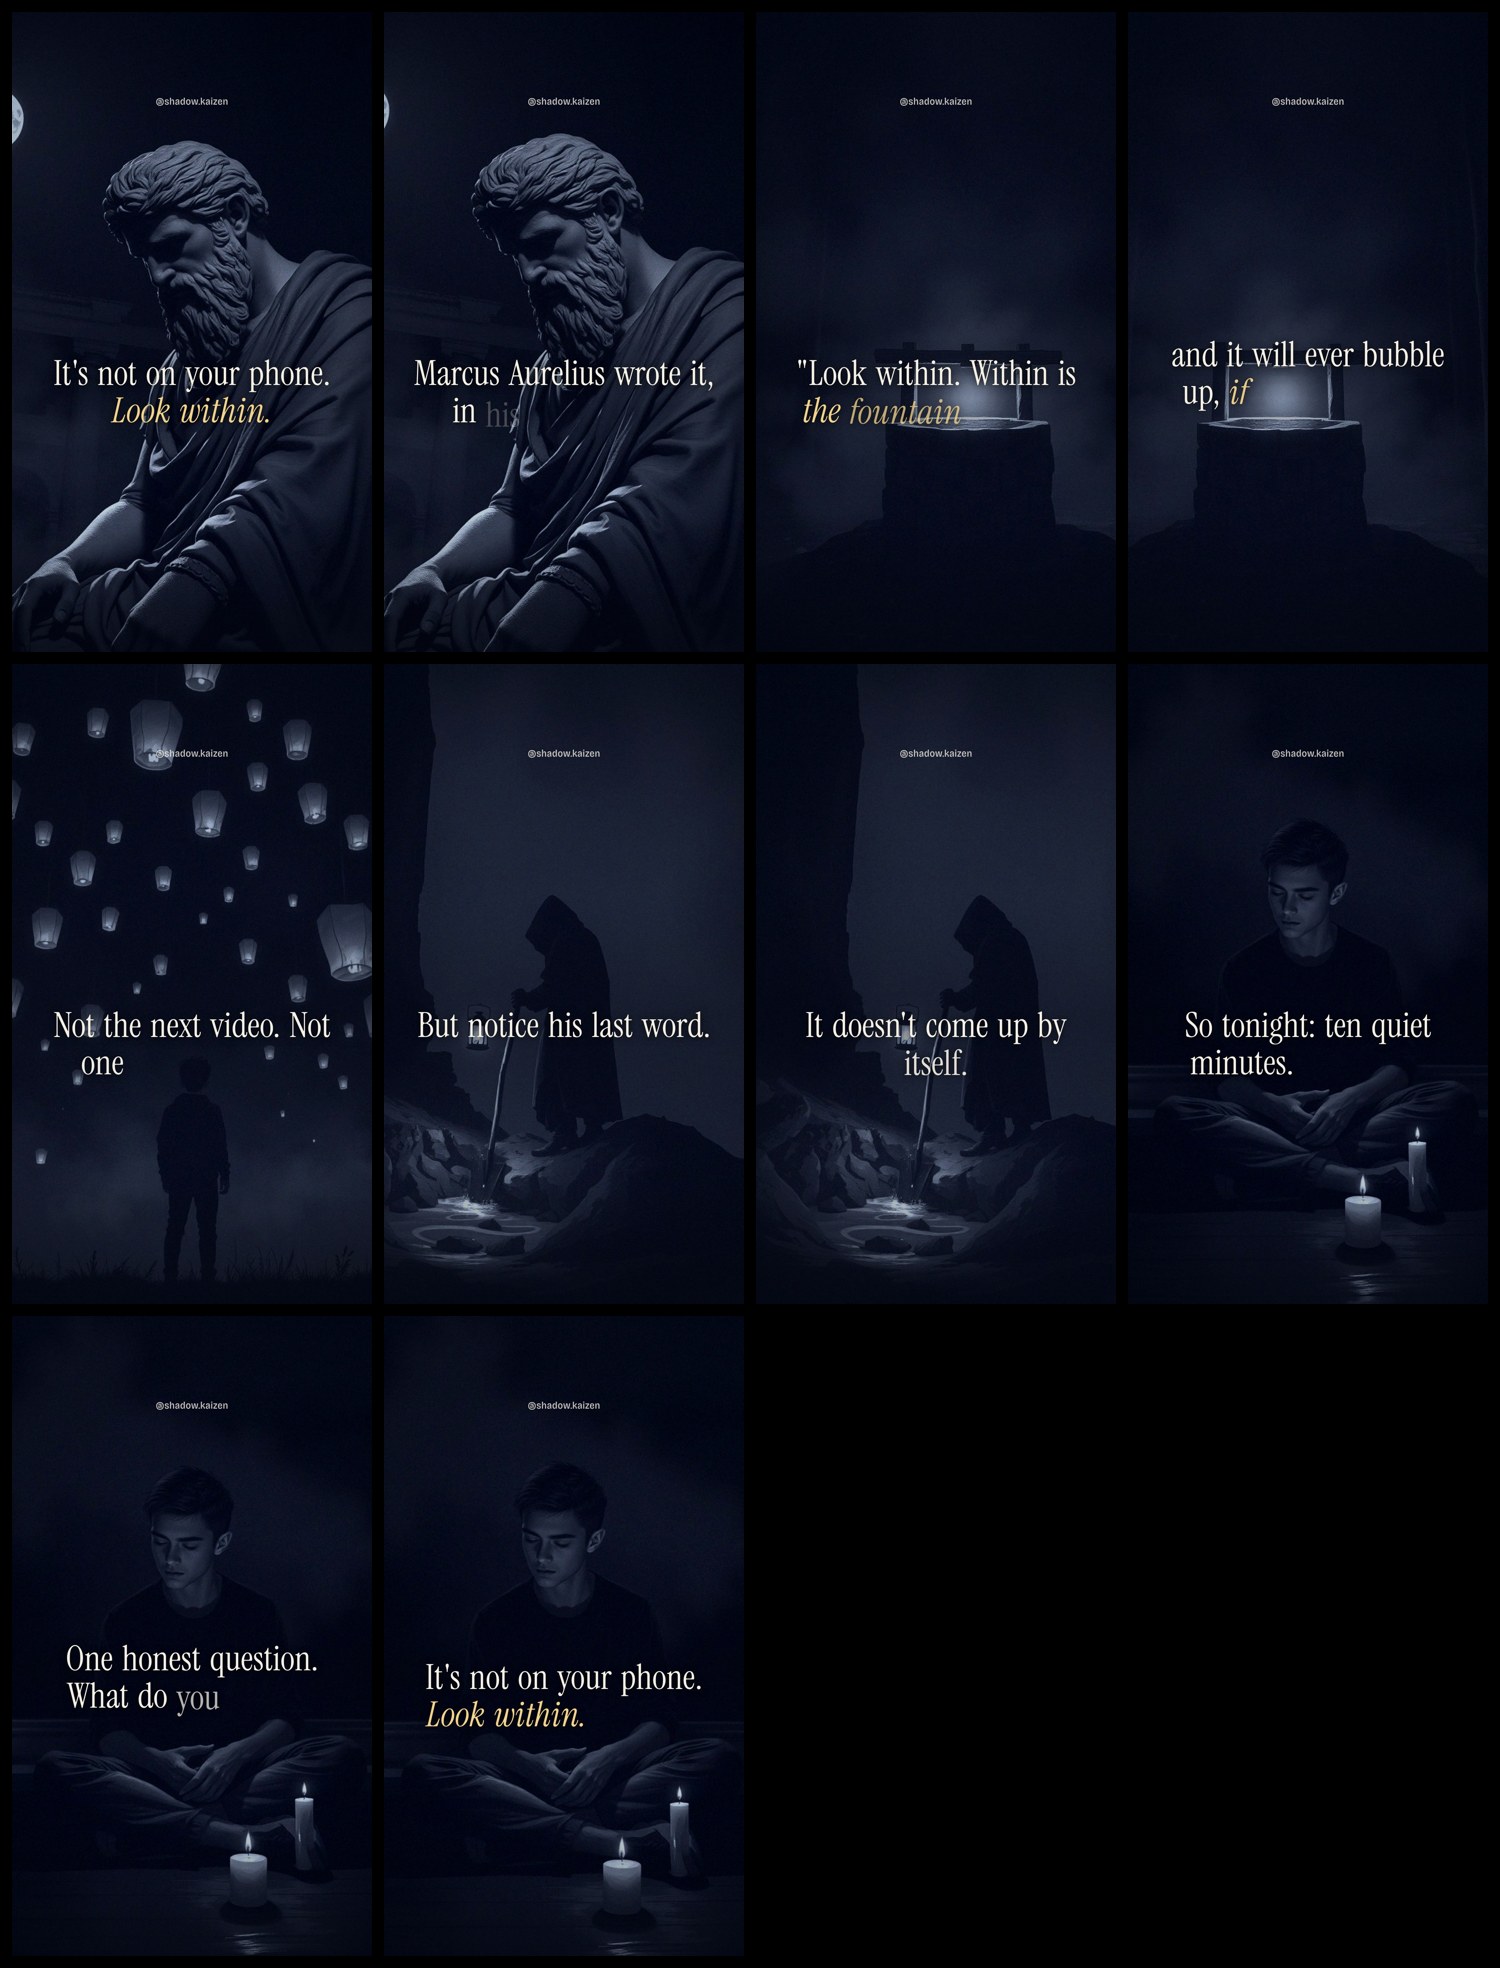 @shadow.kaizen
It's not on your phone.
Look within.
@shadow.kaizen
Marcus Aurelius wrote it,
in his
@shadow.kaizen
"Look within. Within is
the fountain
@shadow.kaizen
and it will ever bubble
up, if
@shadow.kaizen
Not the next video. Not
one
@shadow.kaizen
But notice his last word.
@shadow.kaizen
It doesn't come up by
itself.
@shadow.kaizen
So tonight: ten quiet
minutes.
@shadow.kaizen
One honest question.
What do you
@shadow.kaizen
It's not on your phone.
Look within.